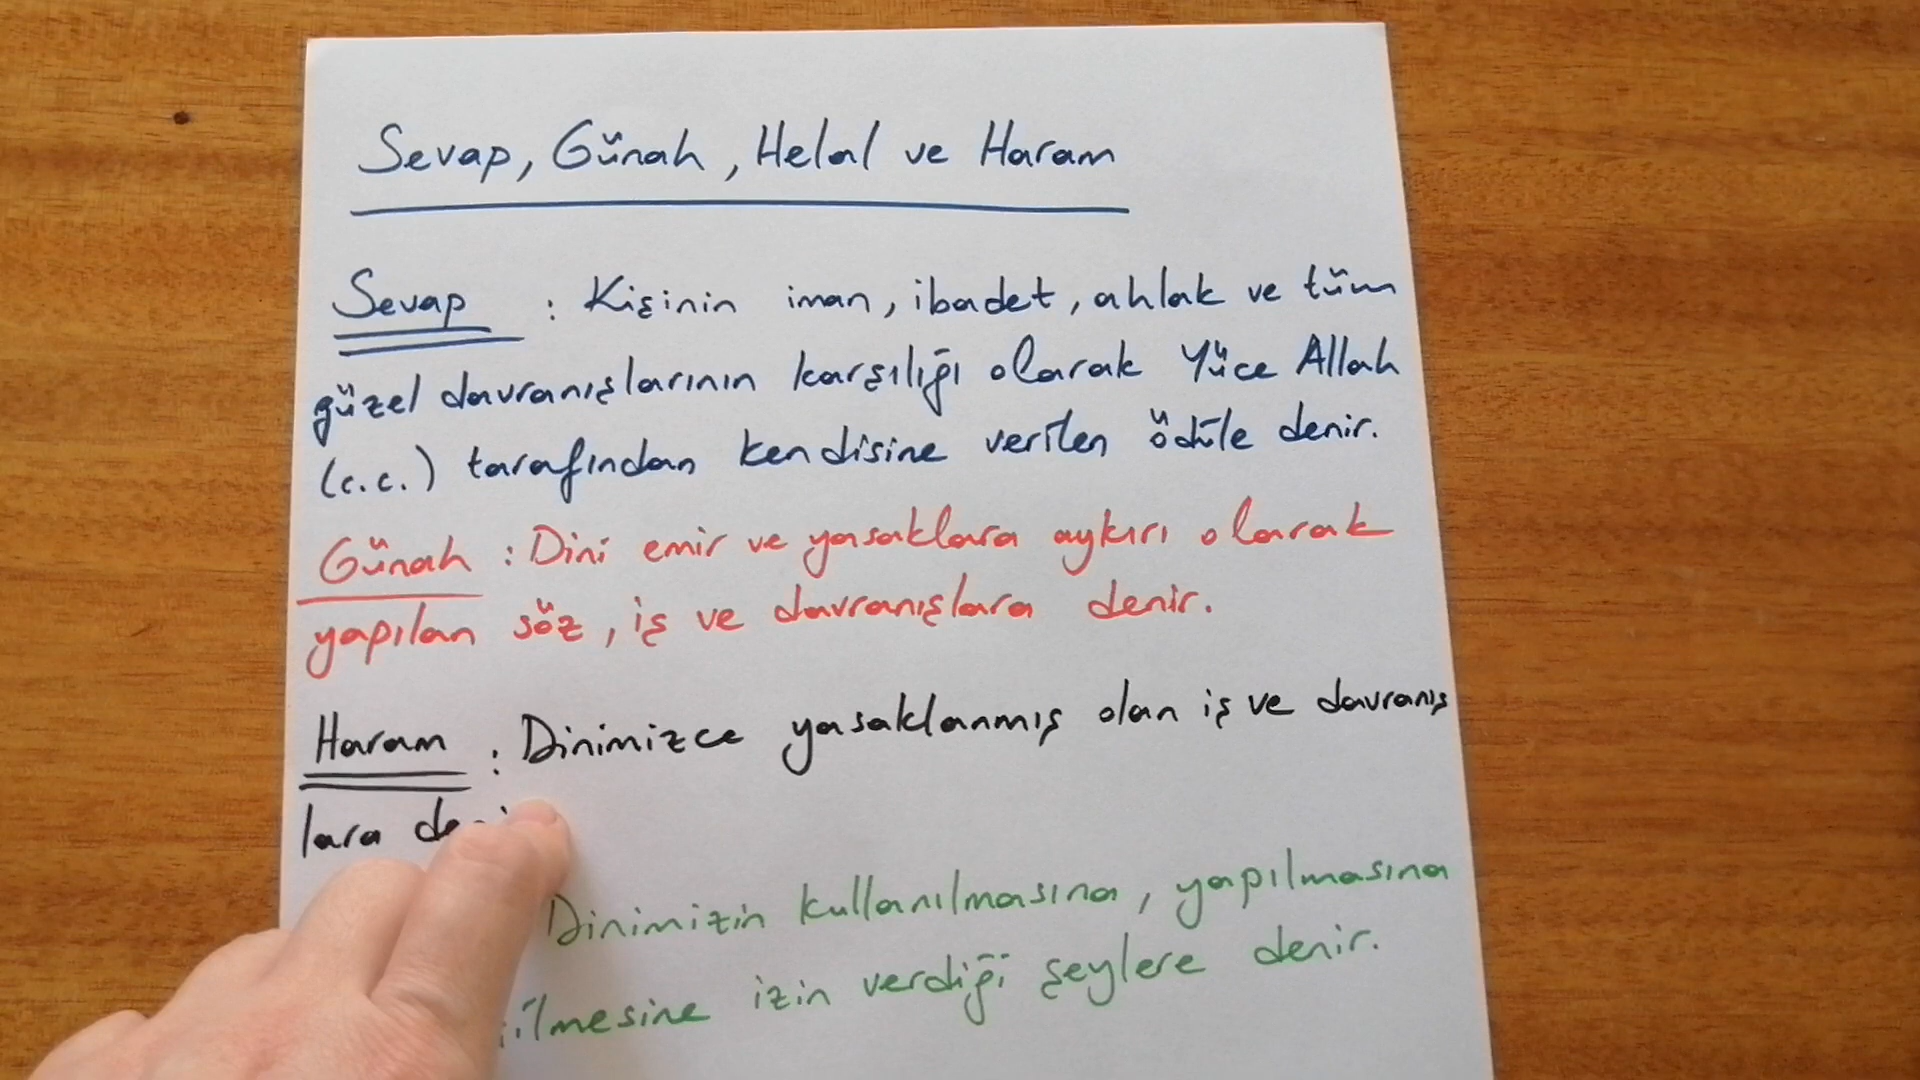 Sevap, Günah, Helal ve Haram
Sevap : Kişinin iman, ibadet, ahlak ve tüm
güzel davranışlarının karşılığı olarak Yüce Allah
(c.c.) tarafından kendisine verilen ödüle denir.
Günah : Dini emir ve yasaklara aykırı olarak
yapılan söz, iş ve davranışlara denir.
Haram : Dinimizce yasaklanmış olan iş ve davranış
lara
Dinimizin kullanılmasına, yapılmasına
izin verdiği şeylere denir.